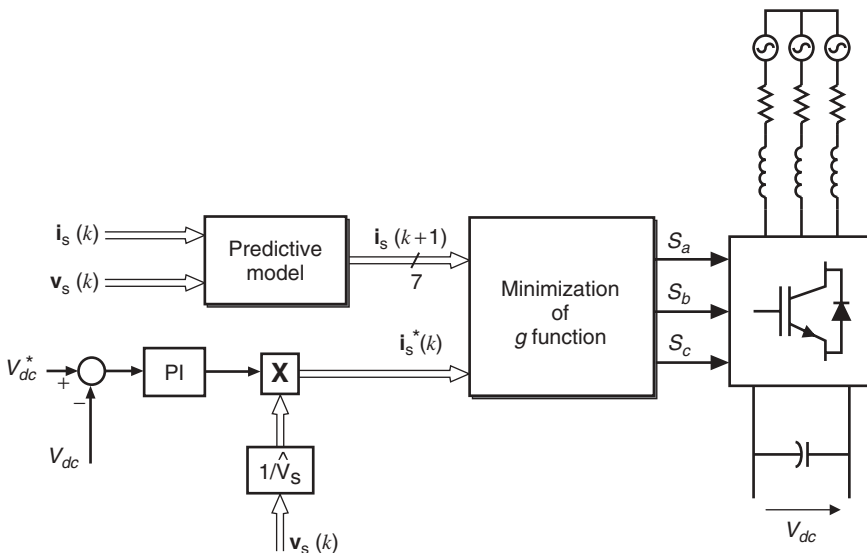 i_s (k)
v_s (k)
Predictive
model
i_s (k+1)
7
Minimization
of
g function
S_a
S_b
S_c
V_dc^*
+
−
V_dc
PI
X
i_s^*(k)
1/V̂_s
v_s (k)
V_dc